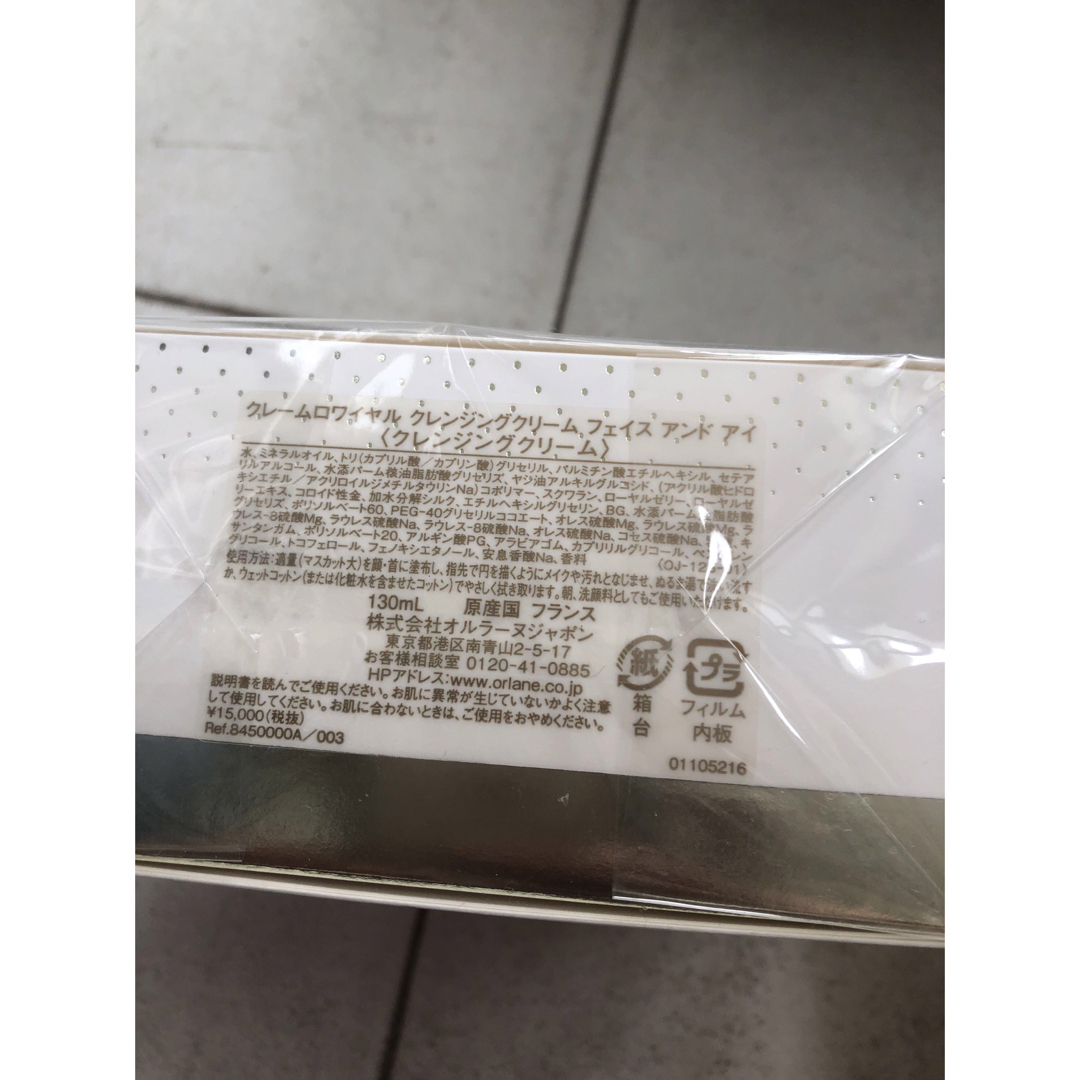 クレームロワイヤル クレンジングクリーム フェイス アンド アイ
〈クレンジングクリーム〉
水、ミネラルオイル、トリ(カプリル酸/カプリン酸)グリセリル、パルミチン酸エチルヘキシル、セテア
リルアルコール、水添パーム核油脂肪酸グリセリズ、ヤシ油アルキルグルコシド、(アクリル酸ヒドロ
キシエチル/アクリロイルジメチルタウリンNa)コポリマー、スクワラン、ローヤルゼリー、ローヤルゼ
リーエキス、コロイド性金、加水分解シルク、エチルヘキシルグリセリン、BG、水添パーム 脂肪酸
グリセリズ、ポリソルベート60、PEG-40グリセリルココエート、オレス硫酸Mg、ラウレス硫酸Mg、ラ
ウレス-8硫酸Mg、ラウレス硫酸Na、ラウレス-8硫酸Na、オレス硫酸Na、コセス硫酸Na、 キ
サンタンガム、ポリソルベート20、アルギン酸PG、アラビアゴム、カプリリルグリコール、
グリコール、トコフェロール、フェノキシエタノール、安息香酸Na、香料
使用方法:適量(マスカット大)を顔・首に塗布し、指先で円を描くようにメイクや汚れとなじませ、ぬるま湯で す
か、ウェットコットン(または化粧水を含ませたコットン)でやさしく拭き取ります。朝、洗顔料としてもご使用いただけます。
130mL 原産国 フランス
株式会社オルラーヌジャポン
東京都港区南青山2-5-17
お客様相談室 0120-41-0885
HPアドレス:www.orlane.co.jp
説明書を読んでご使用ください。お肌に異常が生じていないかよく注意
して使用してください。お肌に合わないときは、ご使用をおやめください。
¥15,000(税抜)
Ref.8450000A/003
紙
箱
台
プラ
フィルム
内板
01105216